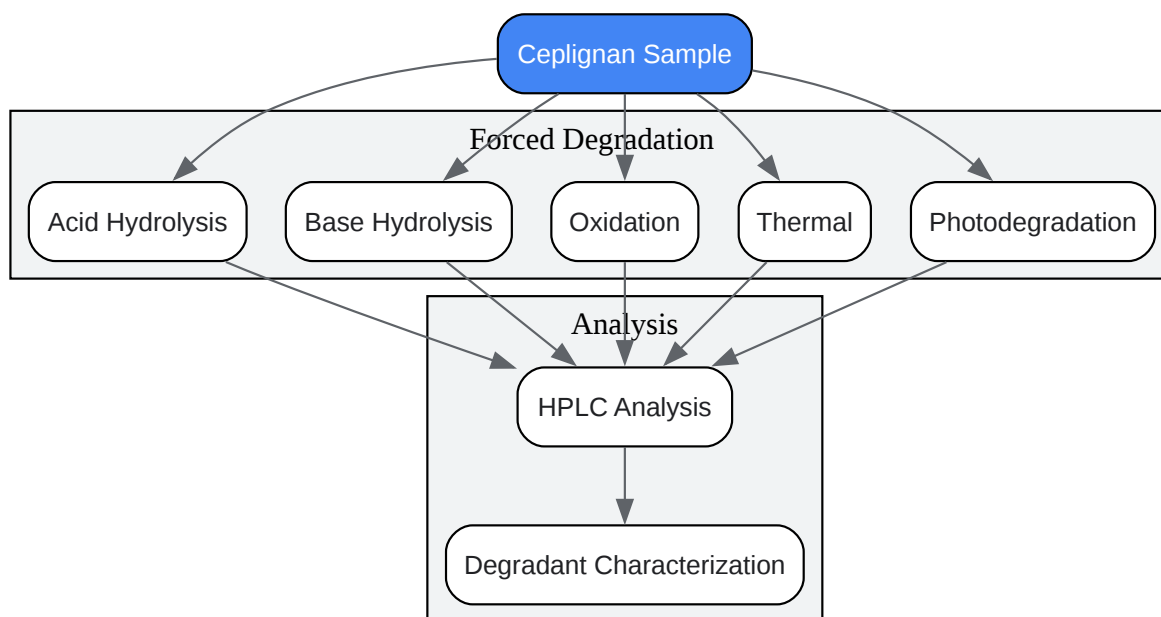 Ceplignan Sample
Forced Degradation
Acid Hydrolysis
Base Hydrolysis
Oxidation
Thermal
Photodegradation
Analysis
HPLC Analysis
Degradant Characterization